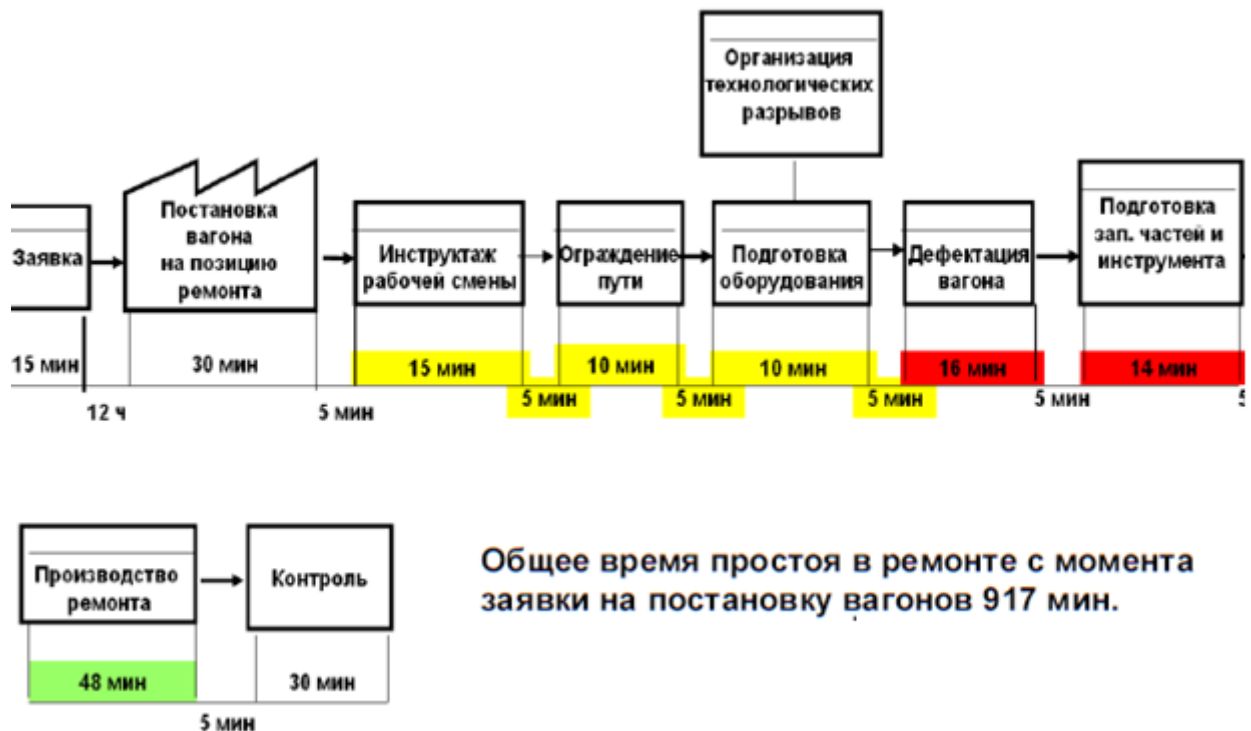 Организация
технологических
разрывов
Заявка
Постановка
вагона
на позицию
ремонта
Инструктаж
рабочей смены
Ограждение
пути
Подготовка
оборудования
Дефектация
вагона
Подготовка
зап. частей и
инструмента
15 мин
30 мин
15 мин
10 мин
10 мин
16 мин
14 мин
12 ч
5 мин
5 мин
5 мин
5 мин
5 мин
5
Производство
ремонта
Контроль
48 мин
30 мин
5 мин
Общее время простоя в ремонте с момента
заявки на постановку вагонов 917 мин.